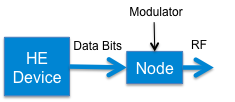 Modulator
Data Bits
RF
HE
Device
Node